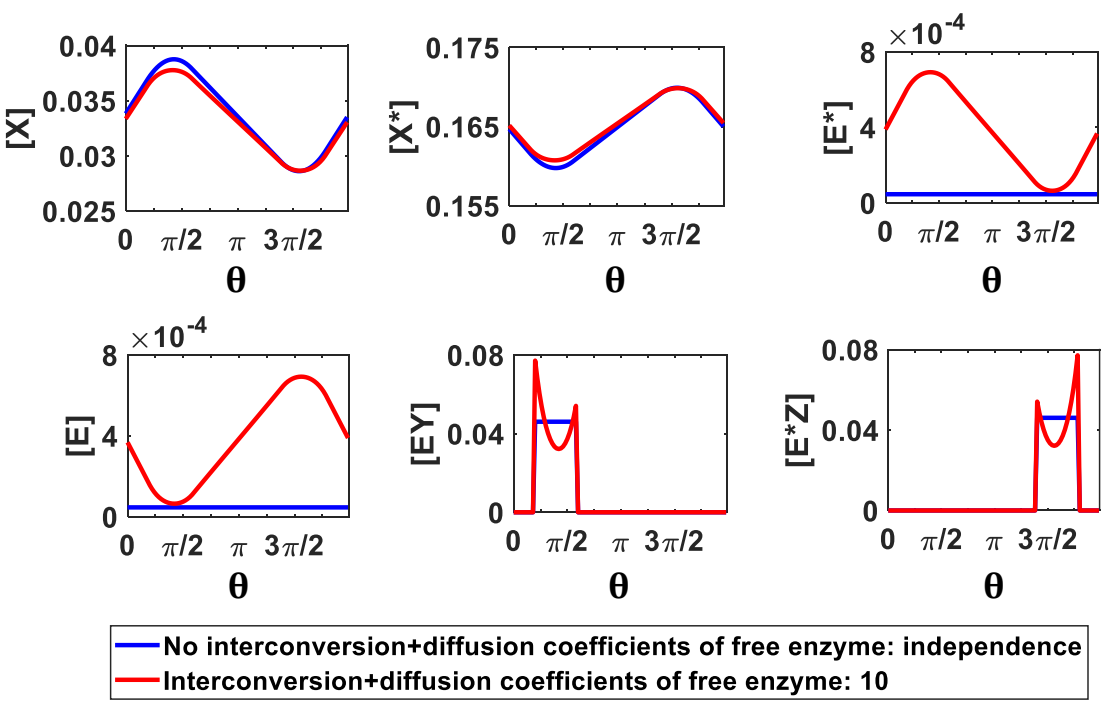 0.04
0.035
0.03
0.025
[X]
0 π/2 π 3π/2
θ
0.175
0.165
0.155
[X*]
0 π/2 π 3π/2
θ
×10⁻⁴
8
4
0
[E*]
0 π/2 π 3π/2
θ
×10⁻⁴
8
4
0
[E]
0 π/2 π 3π/2
θ
0.08
0.04
0
[EY]
0 π/2 π 3π/2
θ
0.08
0.04
0
[E*Z]
0 π/2 π 3π/2
θ
No interconversion+diffusion coefficients of free enzyme: independence
Interconversion+diffusion coefficients of free enzyme: 10